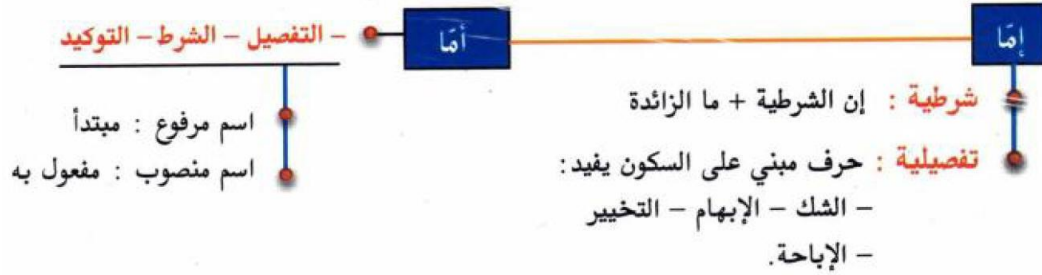 إمّا
شرطية : إن الشرطية + ما الزائدة
تفصيلية : حرف مبني على السكون يفيد:
– الشك – الإبهام – التخيير
– الإباحة.
أمّا
– التفصيل – الشرط – التوكيد
اسم مرفوع : مبتدأ
اسم منصوب : مفعول به